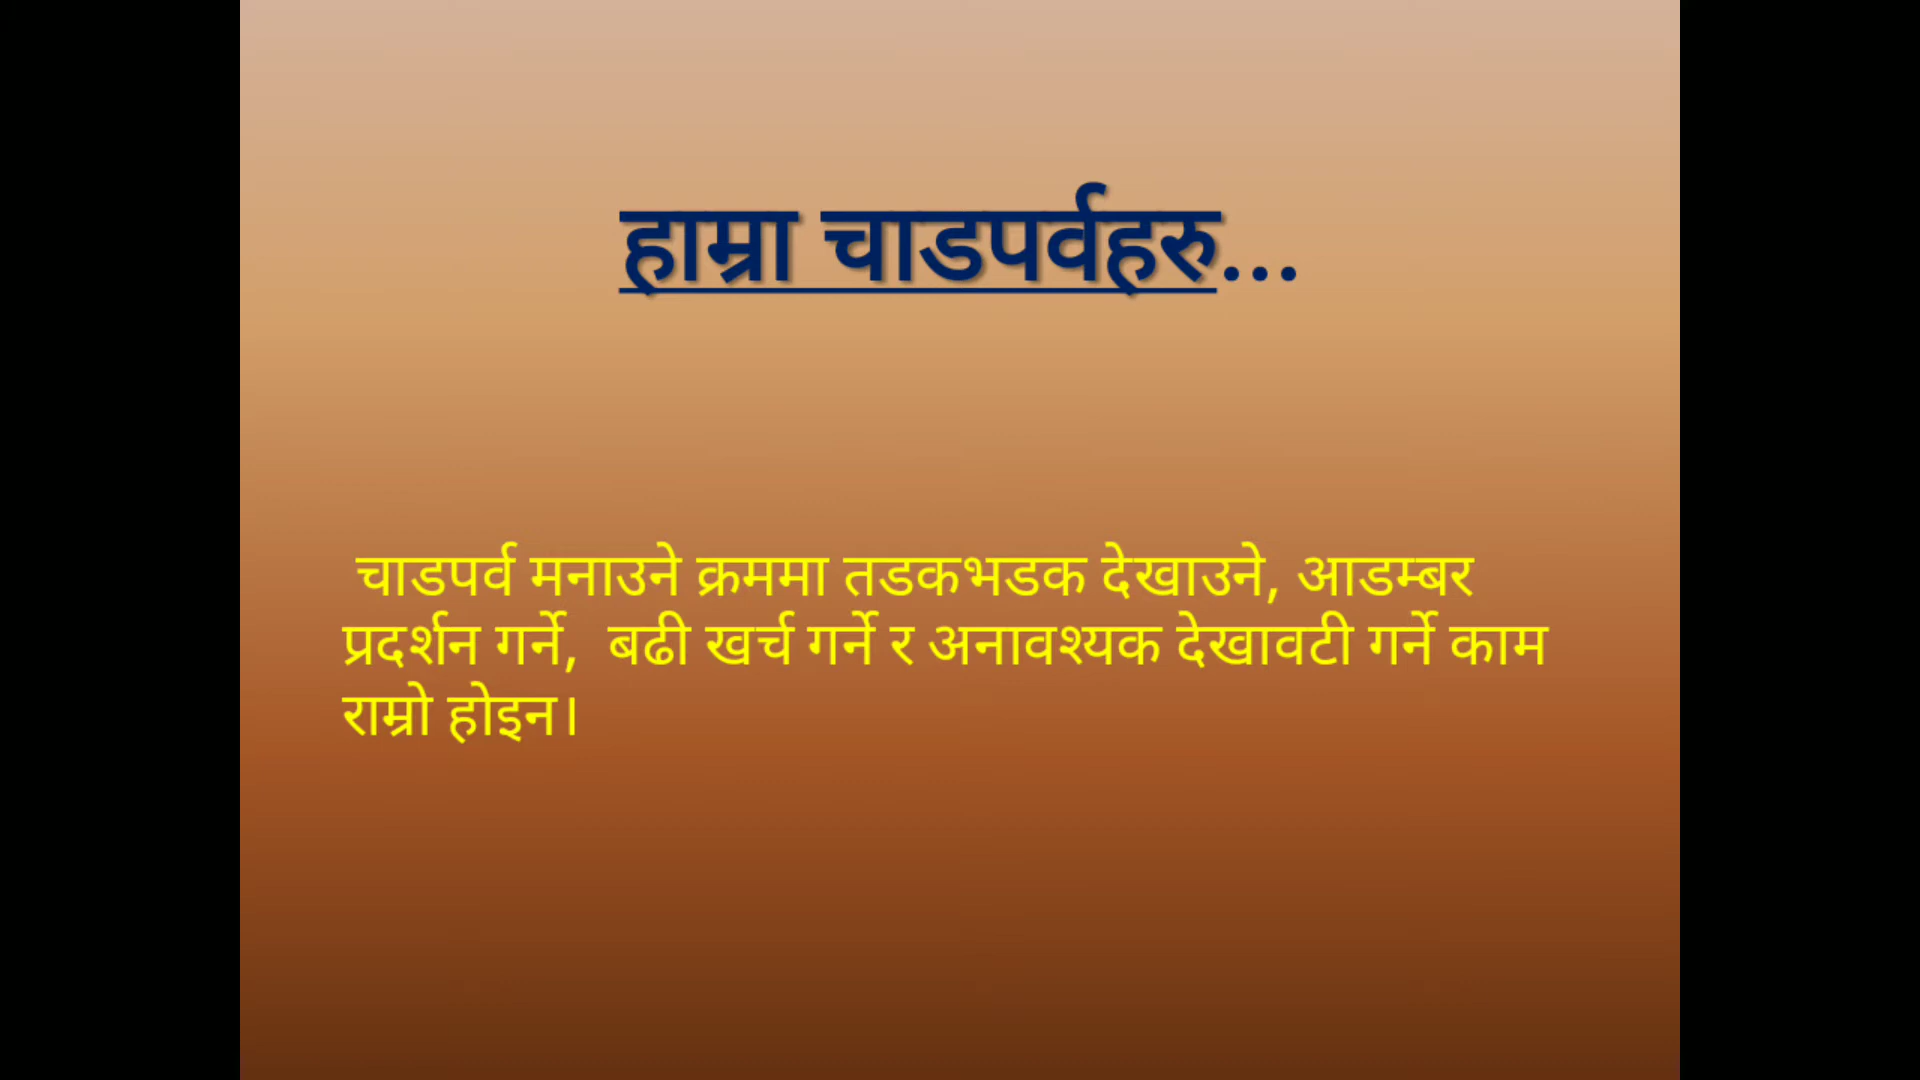 हाम्रा चाडपर्वहरु...
चाडपर्व मनाउने क्रममा तडकभडक देखाउने, आडम्बर
प्रदर्शन गर्ने,  बढी खर्च गर्ने र अनावश्यक देखावटी गर्ने काम
राम्रो होइन।